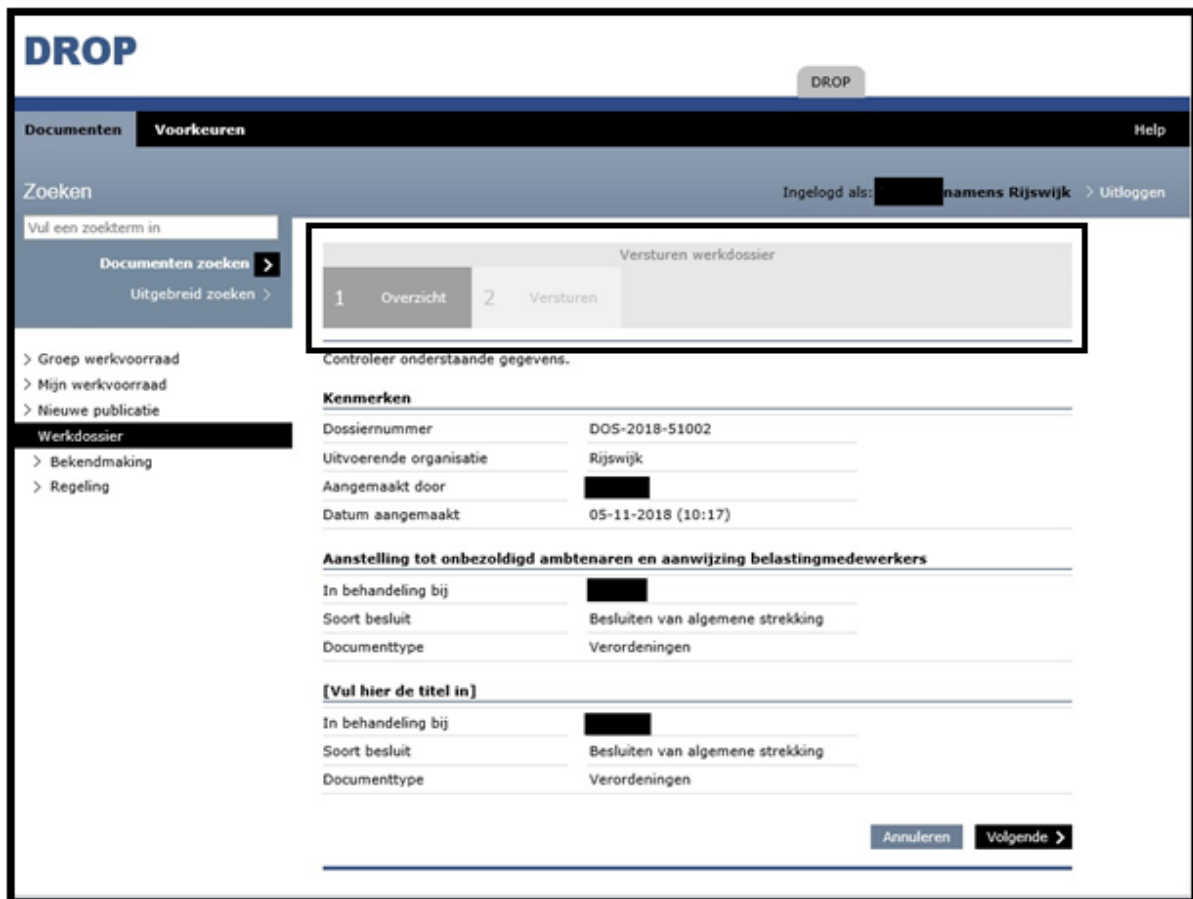 DROP
DROP
Documenten Voorkeuren Help
Zoeken
Ingelogd als: namens Rijswijk > Uitloggen
Vul een zoekterm in
Documenten zoeken >
Uitgebreid zoeken >
> Groep werkvoorraad
> Mijn werkvoorraad
> Nieuwe publicatie
Werkdossier
> Bekendmaking
> Regeling
Versturen werkdossier
1 Overzicht 2 Versturen
Controleer onderstaande gegevens.
Kenmerken
Dossiernummer DOS-2018-51002
Uitvoerende organisatie Rijswijk
Aangemaakt door
Datum aangemaakt 05-11-2018 (10:17)
Aanstelling tot onbezoldigd ambtenaren en aanwijzing belastingmedewerkers
In behandeling bij
Soort besluit Besluiten van algemene strekking
Documenttype Verordeningen
[Vul hier de titel in]
In behandeling bij
Soort besluit Besluiten van algemene strekking
Documenttype Verordeningen
Annuleren Volgende >